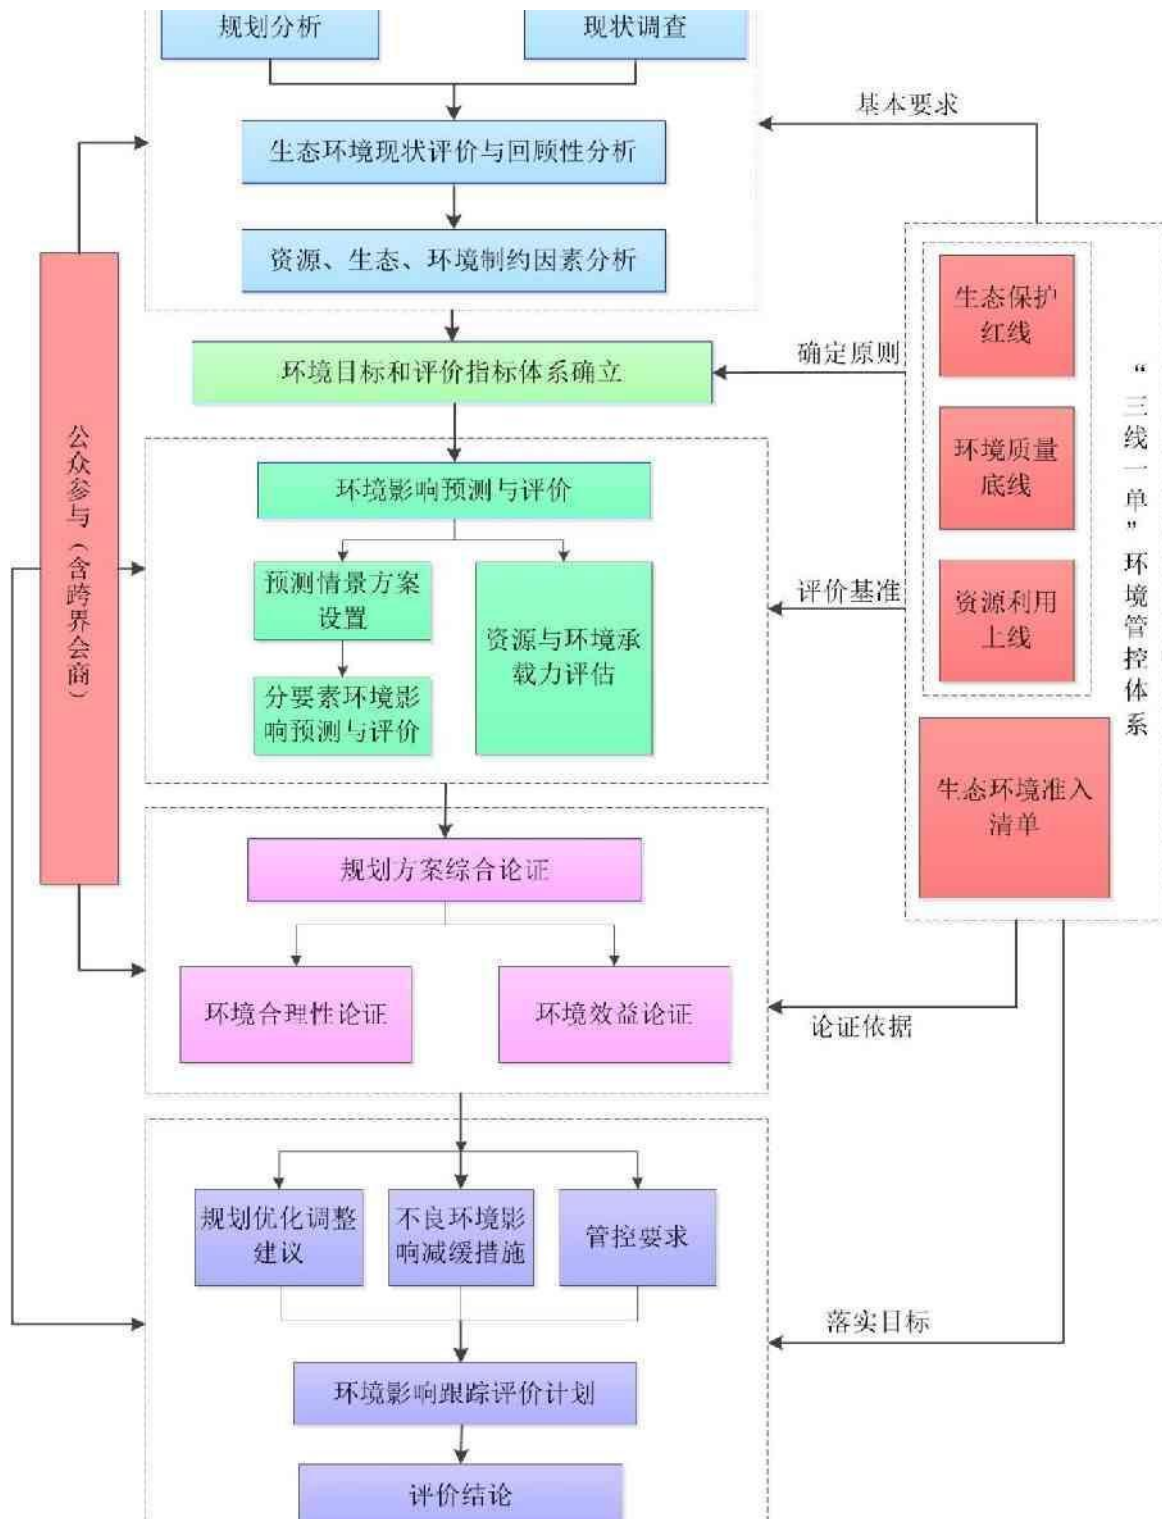 规划分析
现状调查
基本要求
生态环境现状评价与回顾性分析
资源、生态、环境制约因素分析
生态保护
红线
确定原则
环境目标和评价指标体系确立
“三线一单”环境管控体系
公众参与（含跨界会商）
环境质量
底线
环境影响预测与评价
预测情景方案
设置
评价基准
资源利用
上线
资源与环境承
载力评估
分要素环境影
响预测与评价
生态环境准入
清单
规划方案综合论证
环境合理性论证
环境效益论证
论证依据
规划优化调整
建议
不良环境影
响减缓措施
管控要求
落实目标
环境影响跟踪评价计划
评价结论